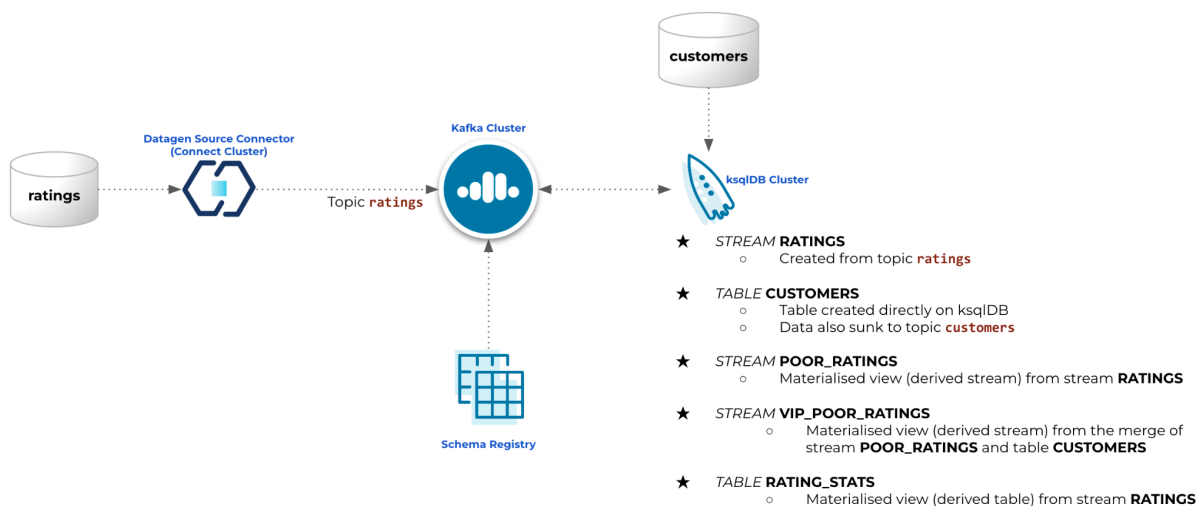 customers
Kafka Cluster
Datagen Source Connector
(Connect Cluster)
ksqlDB Cluster
ratings
Topic ratings
★ STREAM RATINGS
○ Created from topic ratings
★ TABLE CUSTOMERS
○ Table created directly on ksqlDB
○ Data also sunk to topic customers
★ STREAM POOR_RATINGS
○ Materialised view (derived stream) from stream RATINGS
★ STREAM VIP_POOR_RATINGS
○ Materialised view (derived stream) from the merge of
stream POOR_RATINGS and table CUSTOMERS
★ TABLE RATING_STATS
○ Materialised view (derived table) from stream RATINGS
Schema Registry